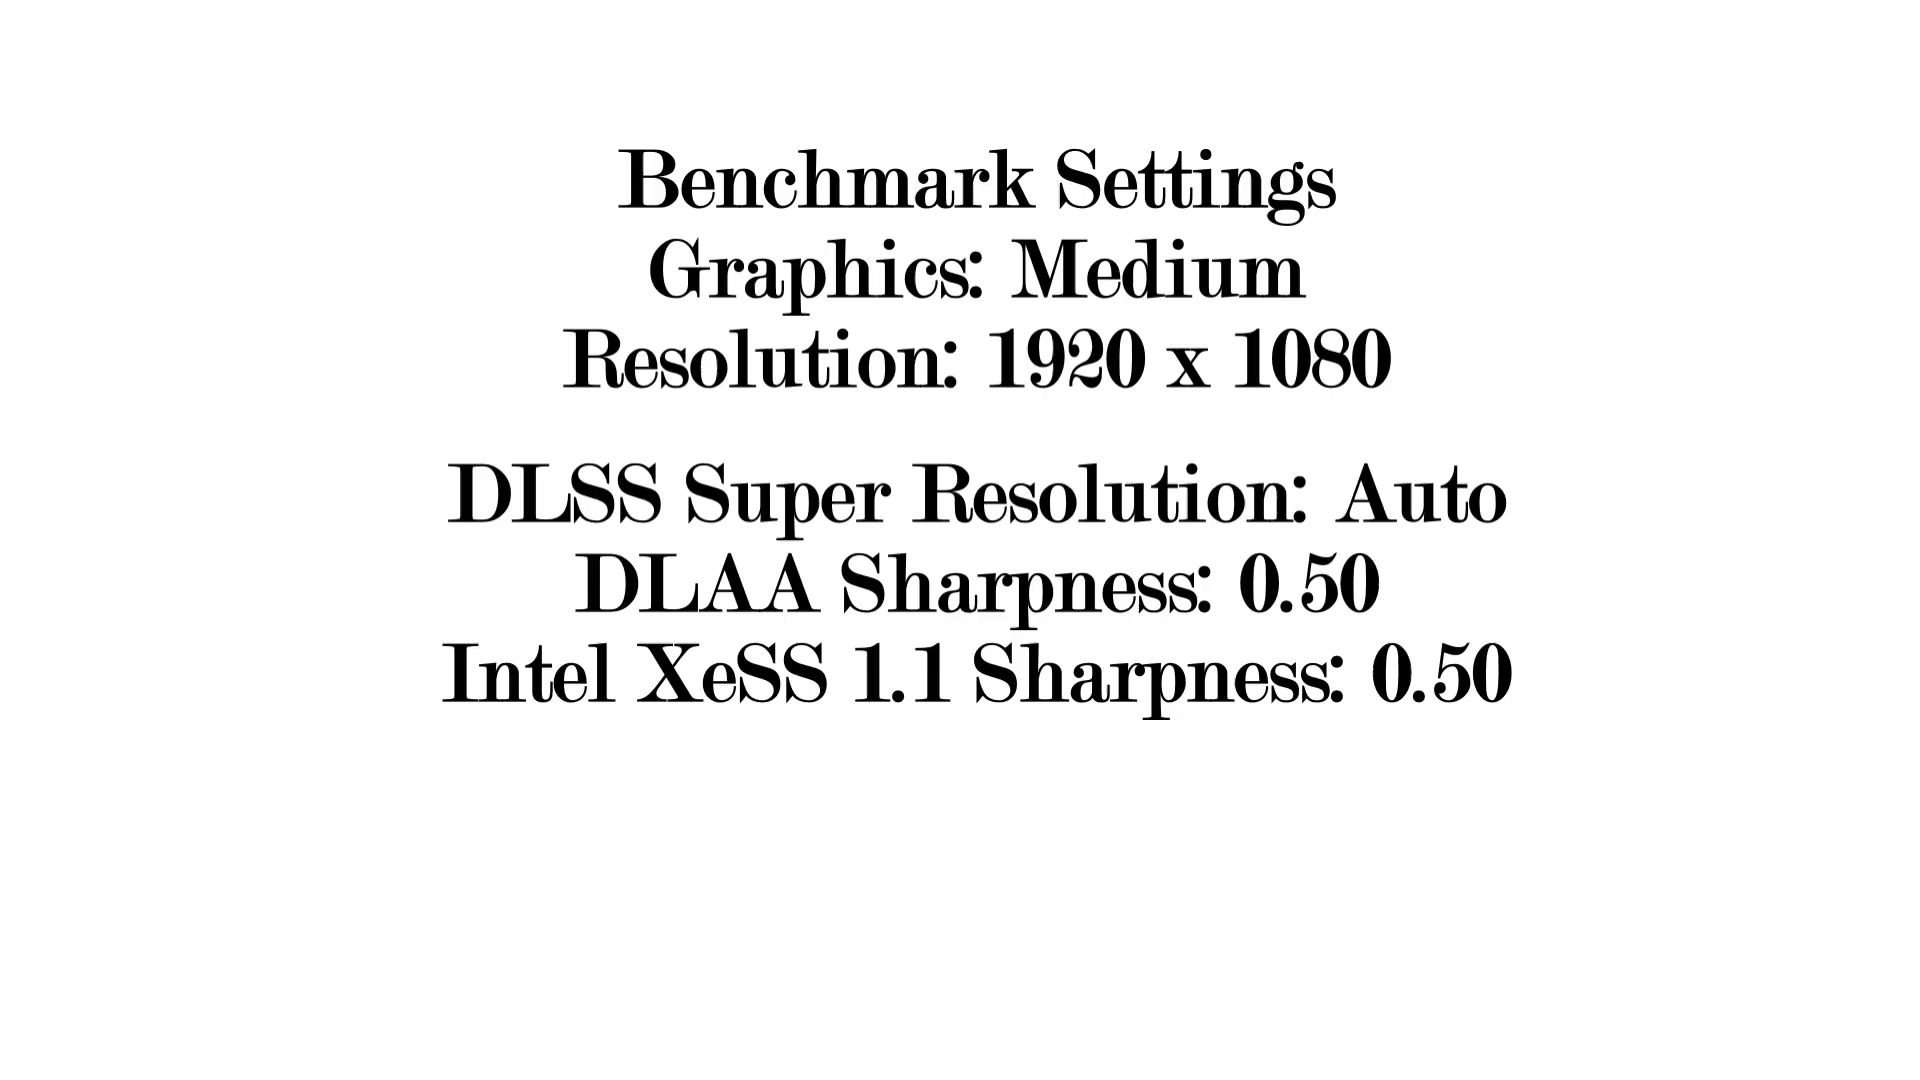 Benchmark Settings
Graphics: Medium
Resolution: 1920 x 1080
DLSS Super Resolution: Auto
DLAA Sharpness: 0.50
Intel XeSS 1.1 Sharpness: 0.50